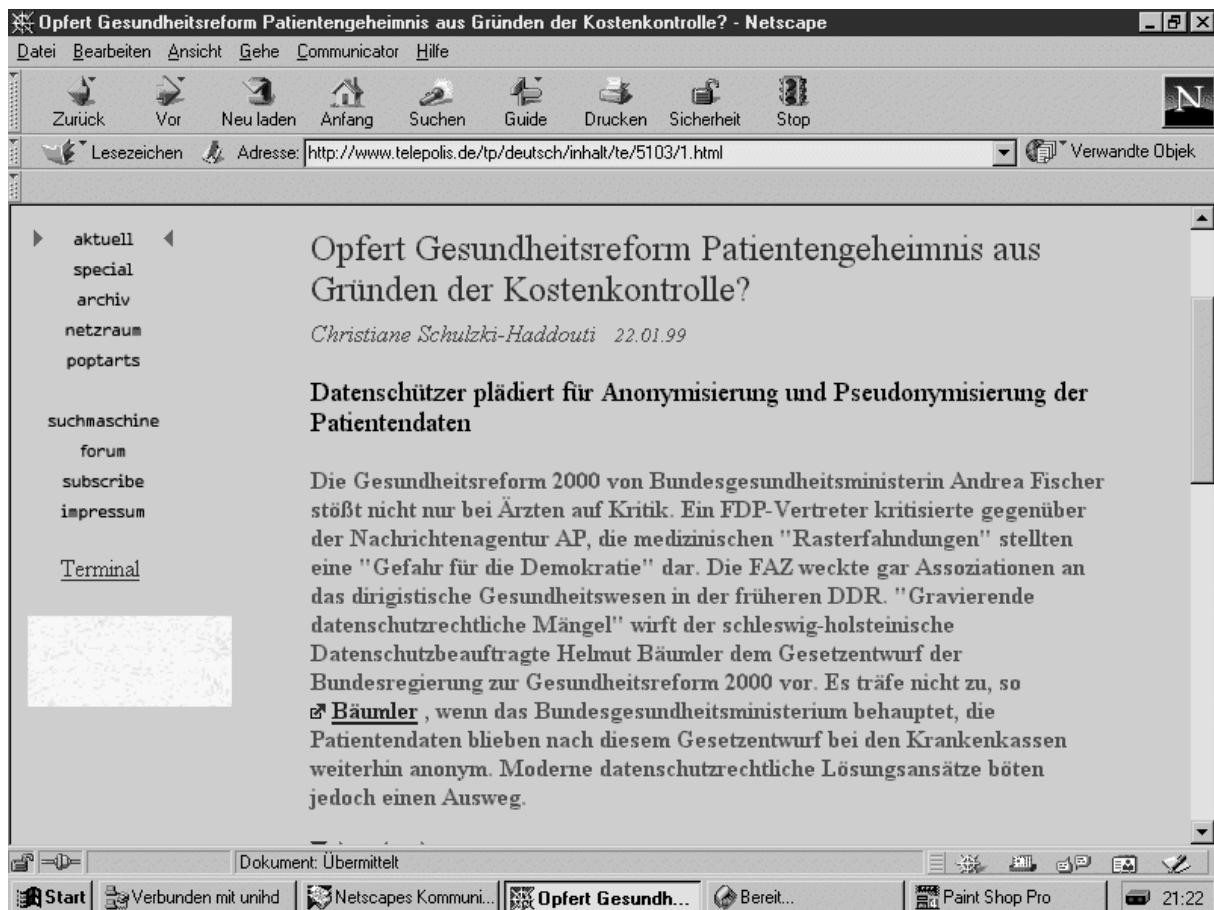 Opfert Gesundheitsreform Patientengeheimnis aus Gründen der Kostenkontrolle? - Netscape
Datei Bearbeiten Ansicht Gehe Communicator Hilfe
Zurück Vor Neu laden Anfang Suchen Guide Drucken Sicherheit Stop
N
Lesezeichen Adresse: http://www.telepolis.de/tp/deutsch/inhalt/te/5103/1.html Verwandte Objek
aktuell
special
archiv
netzraum
poptarts
suchmaschine
forum
subscribe
impressum
Terminal
Opfert Gesundheitsreform Patientengeheimnis aus
Gründen der Kostenkontrolle?
Christiane Schulzki-Haddouti 22.01.99
Datenschützer plädiert für Anonymisierung und Pseudonymisierung der
Patientendaten
Die Gesundheitsreform 2000 von Bundesgesundheitsministerin Andrea Fischer
stößt nicht nur bei Ärzten auf Kritik. Ein FDP-Vertreter kritisierte gegenüber
der Nachrichtenagentur AP, die medizinischen "Rasterfahndungen" stellten
eine "Gefahr für die Demokratie" dar. Die FAZ weckte gar Assoziationen an
das dirigistische Gesundheitswesen in der früheren DDR. "Gravierende
datenschutzrechtliche Mängel" wirft der schleswig-holsteinische
Datenschutzbeauftragte Helmut Bäumler dem Gesetzentwurf der
Bundesregierung zur Gesundheitsreform 2000 vor. Es träfe nicht zu, so
Bäumler , wenn das Bundesgesundheitsministerium behauptet, die
Patientendaten blieben nach diesem Gesetzentwurf bei den Krankenkassen
weiterhin anonym. Moderne datenschutzrechtliche Lösungsansätze böten
jedoch einen Ausweg.
Dokument: Übermittelt
Start Verbunden mit unihd Netscapes Kommuni... Opfert Gesundh... Bereit... Paint Shop Pro 21:22